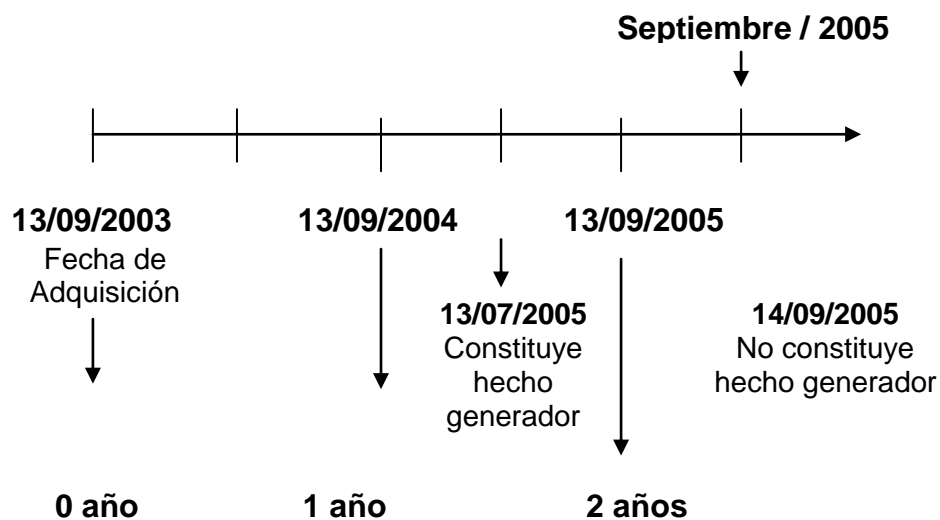 Septiembre / 2005
13/09/2003
Fecha de
Adquisición
13/09/2004
13/09/2005
13/07/2005
Constituye
hecho
generador
14/09/2005
No constituye
hecho generador
0 año
1 año
2 años